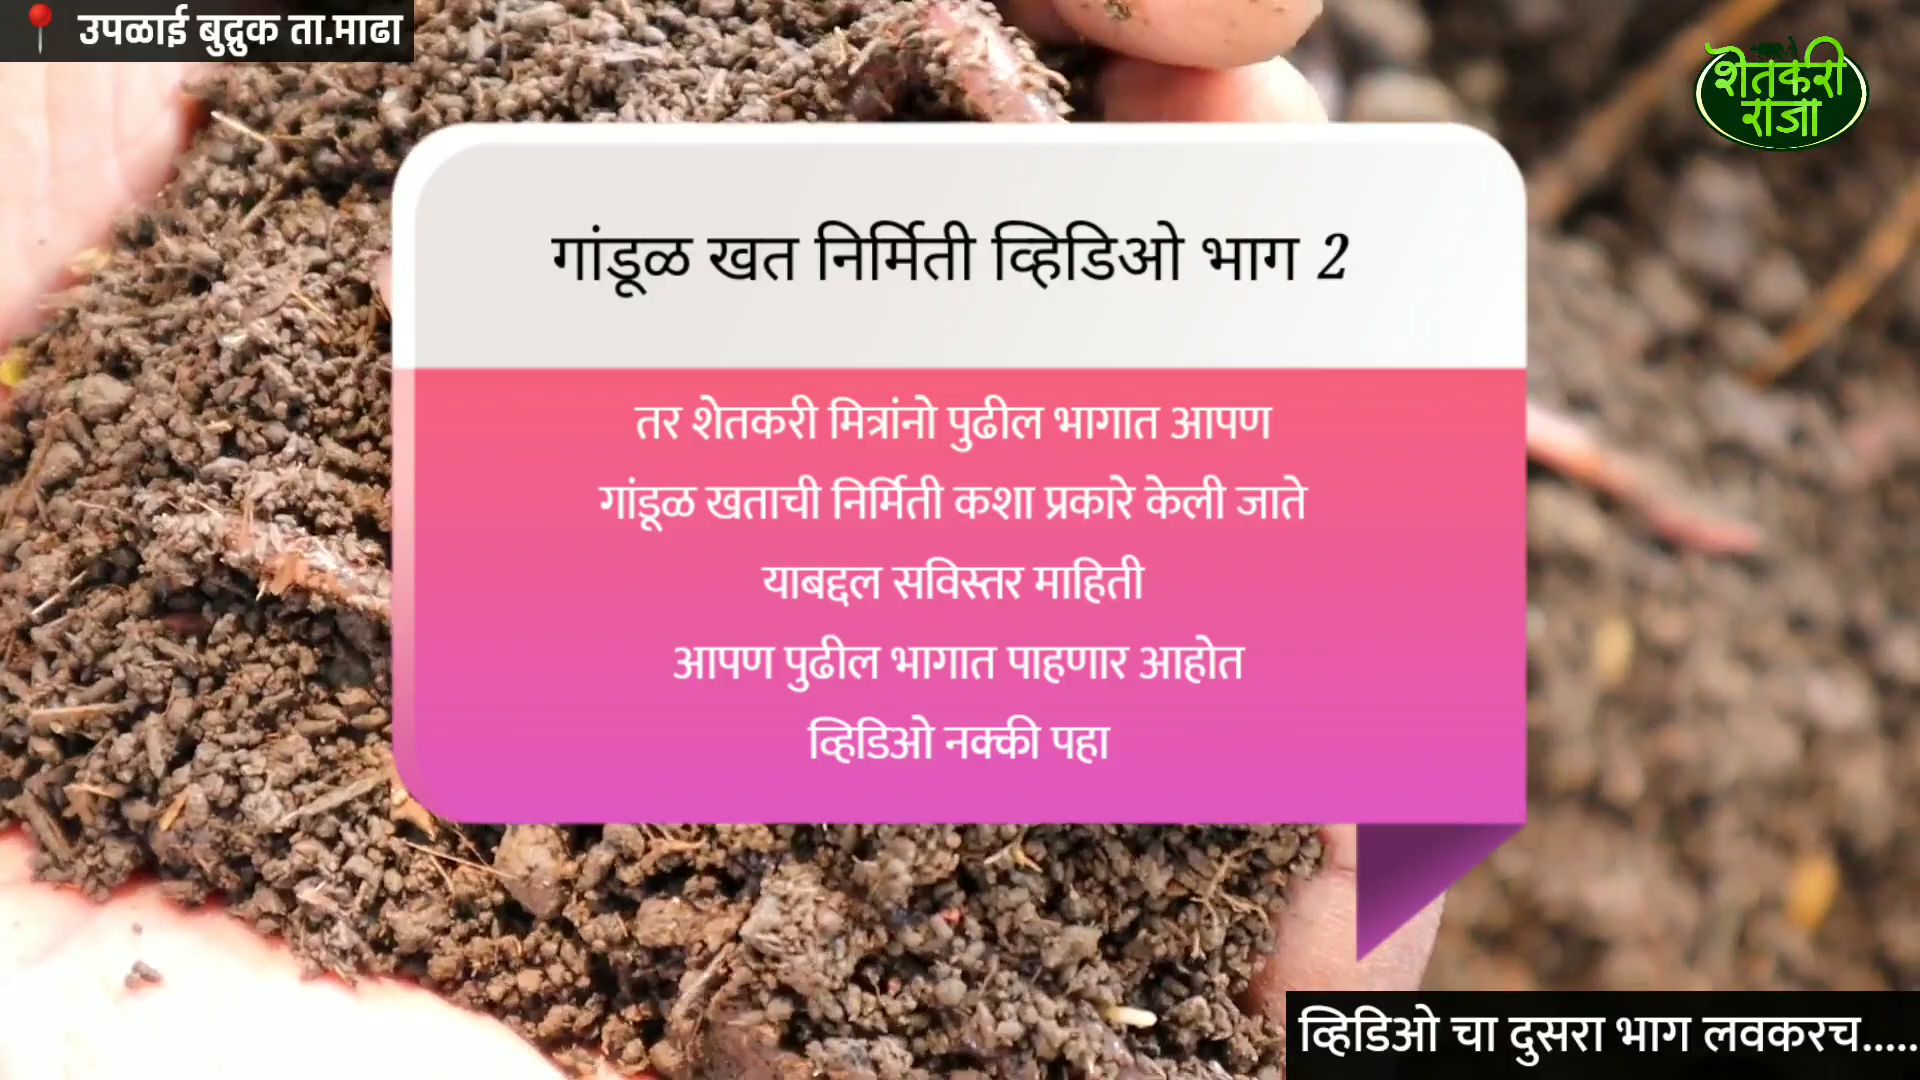 उपळाई बुद्रुक ता.माढा
शेतकरी
राजा
गांडूळ खत निर्मिती व्हिडिओ भाग 2
तर शेतकरी मित्रांनो पुढील भागात आपण
गांडूळ खताची निर्मिती कशा प्रकारे केली जाते
याबद्दल सविस्तर माहिती
आपण पुढील भागात पाहणार आहोत
व्हिडिओ नक्की पहा
व्हिडिओ चा दुसरा भाग लवकरच.....